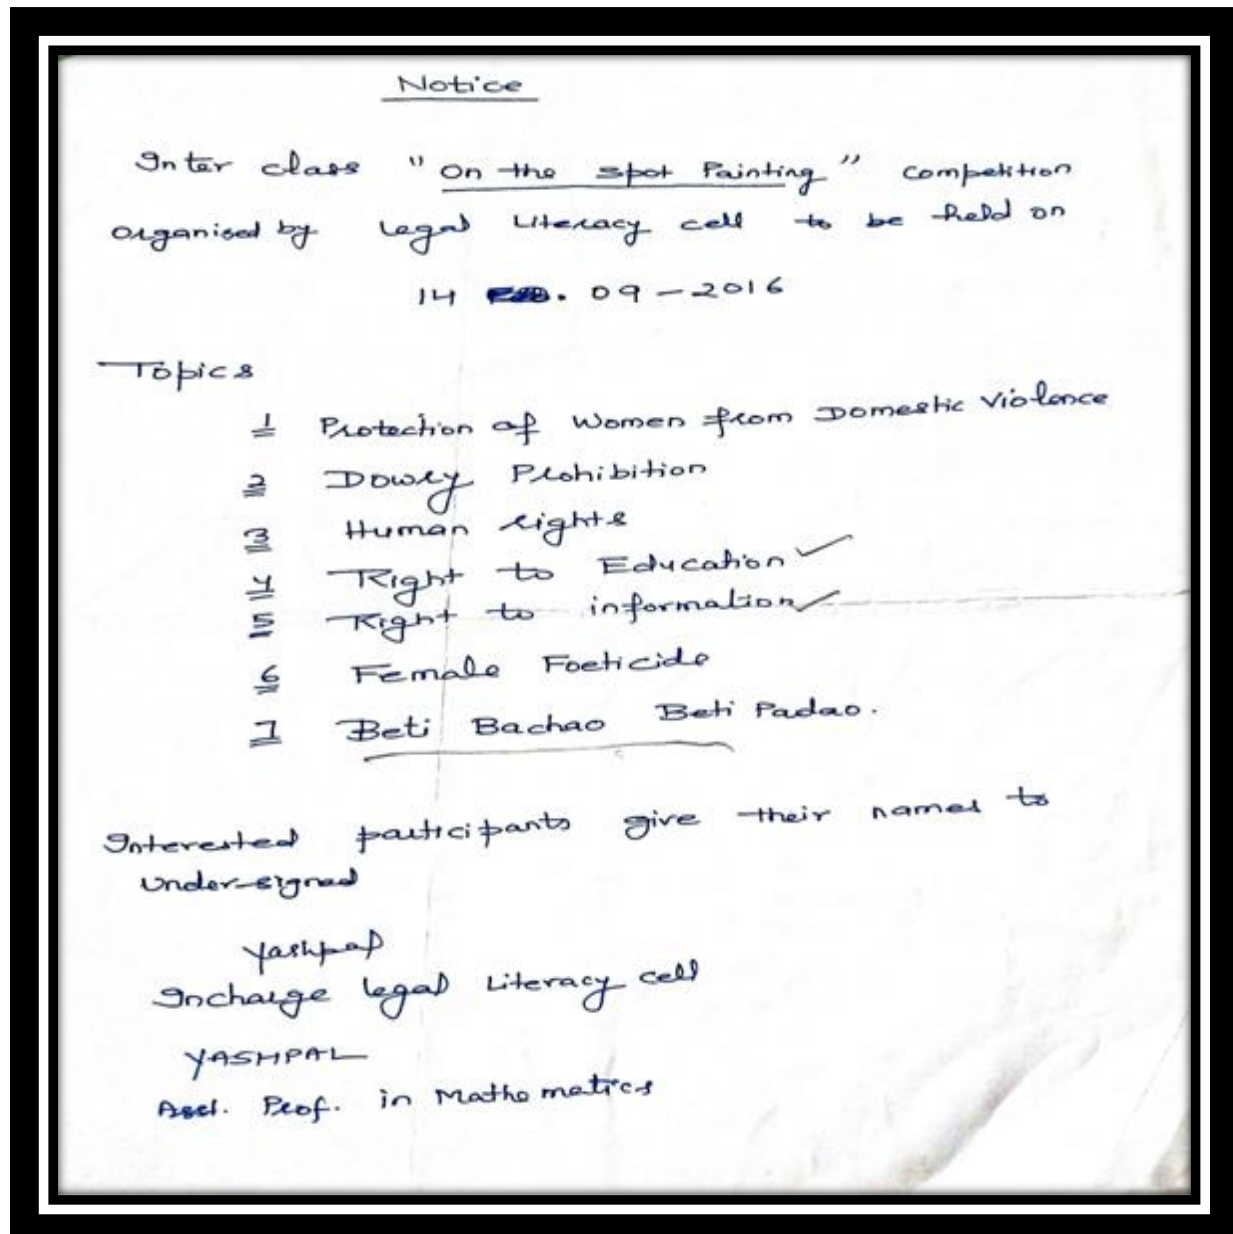 Notice
Inter class "On the spot Painting" competition
organised by Legal Literacy cell to be held on
14 . 09 - 2016
Topics
1 Protection of Women from Domestic Violence
2 Dowry Prohibition
3 Human rights
4 Right to Education ✓
5 Right to information ✓
6 Female Foeticide
7 Beti Bachao Beti Padao.
Interested participants give their names to
under-signed
Yashpal
Incharge legal Literacy cell
YASHPAL
Asst. Prof. in Mathematics